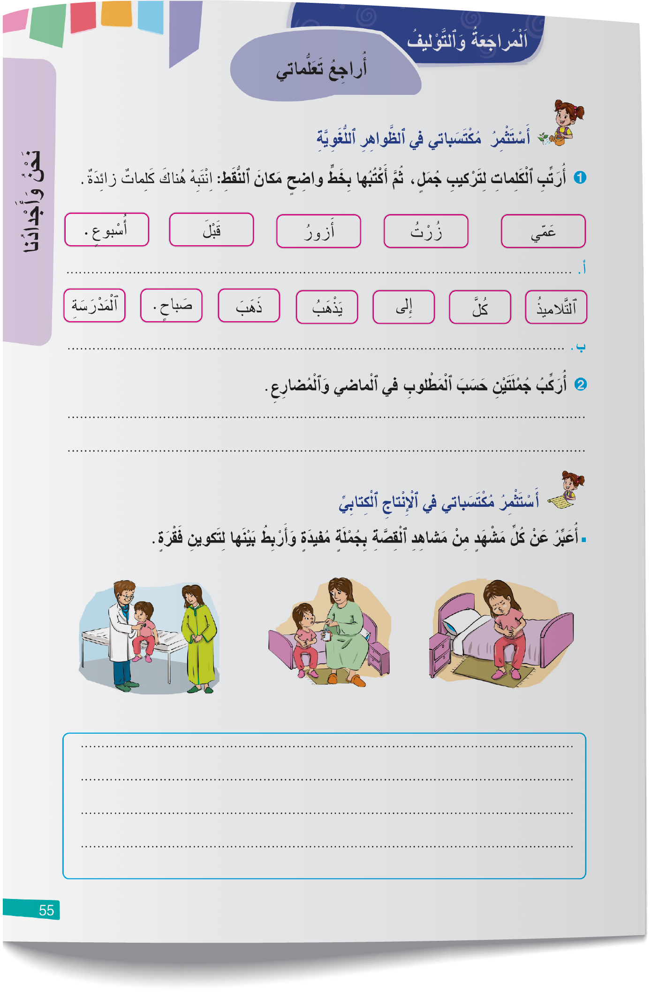 اَلْمُراجَعَةُ وَٱلتَّوْليفُ
أُراجِعُ تَعَلُّماتي
نَحْنُ وَأَجْدادُنا
أَسْتَثْمِرُ مُكْتَسَباتي في ٱلظَّواهِرِ ٱللُّغَوِيَّةِ
1 أُرَتِّبِ ٱلْكَلِماتِ لِتَرْكيبِ جُمَلٍ، ثُمَّ أَكْتُبُها بِخَطٍّ واضِحٍ مَكانَ ٱلنُّقَطِ: اِنْتَبِهْ هُناكَ كَلِماتٌ زائِدَةٌ.
عَمّي زُرْتُ أَزورُ قَبْلَ أُسْبوعٍ.
أ. ........................................................................
ٱلتَّلاميذُ كُلَّ إِلى يَذْهَبُ ذَهَبَ صَباحٍ. ٱلْمَدْرَسَةِ
ب. ........................................................................
2 أُرَكِّبُ جُمْلَتَيْنِ حَسَبَ ٱلْمَطْلوبِ في ٱلْماضي وَٱلْمُضارِعِ.
........................................................................
........................................................................
أَسْتَثْمِرُ مُكْتَسَباتي في ٱلْإِنْتاجِ ٱلْكِتابِيِّ
▪ أُعَبِّرُ عَنْ كُلِّ مَشْهَدٍ مِنْ مَشاهِدِ ٱلْقِصَّةِ بِجُمْلَةٍ مُفيدَةٍ وَأَرْبِطُ بَيْنَها لِتَكوينِ فَقْرَةٍ.
........................................................................
........................................................................
........................................................................
........................................................................
55